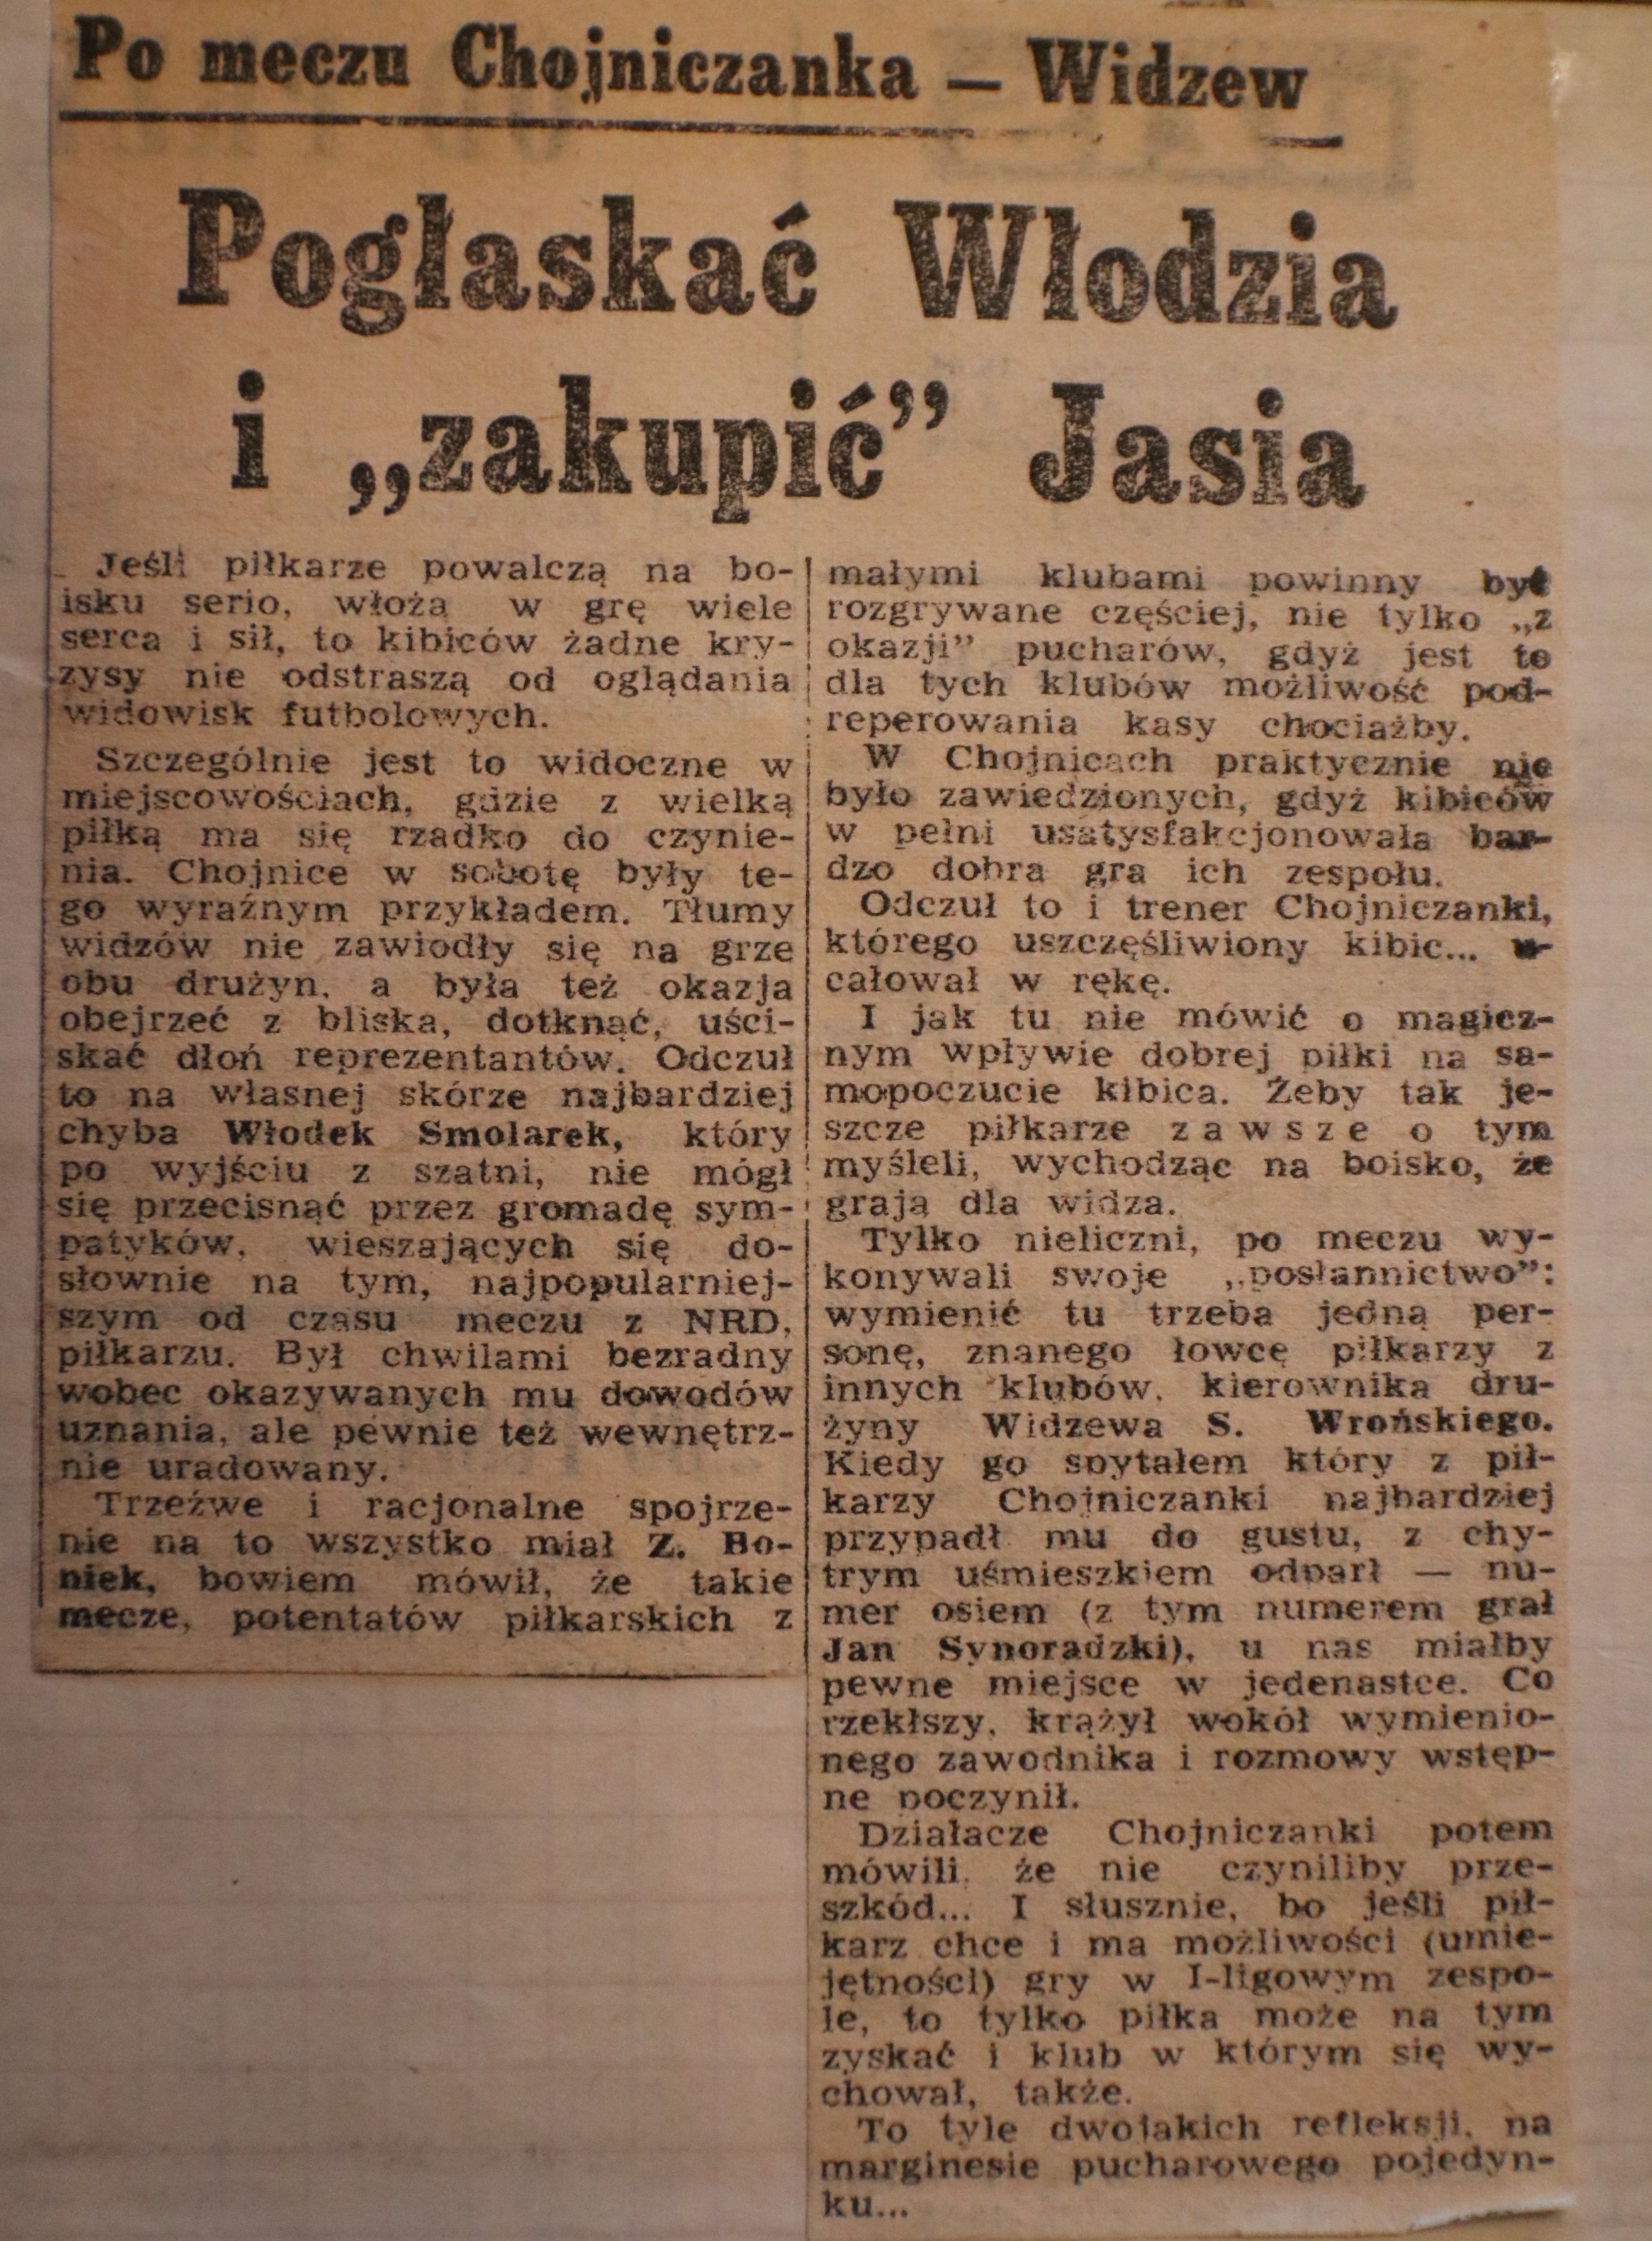 Po meczu Chojniczanka — Widzew
Pogłaskać Włodzia
i „zakupić” Jasia
Jeśli piłkarze powalczą na bo-
isku serio, włożą w grę wiele
serca i sił, to kibiców żadne kry-
zysy nie odstraszą od oglądania
widowisk futbolowych.
Szczególnie jest to widoczne w
miejscowościach, gdzie z wielką
piłką ma się rzadko do czynie-
nia. Chojnice w sobotę były te-
go wyraźnym przykładem. Tłumy
widzów nie zawiodły się na grze
obu drużyn, a była też okazja
obejrzeć z bliska, dotknąć, uści-
skać dłoń reprezentantów. Odczuł
to na własnej skórze najbardziej
chyba Włodek Smolarek, który
po wyjściu z szatni, nie mógł
się przecisnąć przez gromadę sym-
patyków, wieszających się do-
słownie na tym, najpopularniej-
szym od czasu meczu z NRD,
piłkarzu. Był chwilami bezradny
wobec okazywanych mu dowodów
uznania, ale pewnie też wewnętrz-
nie uradowany.
Trzeźwe i racjonalne spojrze-
nie na to wszystko miał Z. Bo-
niek, bowiem mówił, że takie
mecze, potentatów piłkarskich z
małymi klubami powinny być
rozgrywane częściej, nie tylko „z
okazji” pucharów, gdyż jest to
dla tych klubów możliwość pod-
reperowania kasy chociażby.
W Chojnicach praktycznie nie
było zawiedzionych, gdyż kibiców
w pełni usatysfakcjonowała bar-
dzo dobra gra ich zespołu.
Odczuł to i trener Chojniczanki,
którego uszczęśliwiony kibic... u-
całował w rękę.
I jak tu nie mówić o magicz-
nym wpływie dobrej piłki na sa-
mopoczucie kibica. Żeby tak je-
szcze piłkarze zawsze o tym
myśleli, wychodząc na boisko, że
grają dla widza.
Tylko nieliczni, po meczu wy-
konywali swoje „posłannictwo”:
wymienić tu trzeba jedną per-
sonę, znanego łowcę piłkarzy z
innych klubów, kierownika dru-
żyny Widzewa S. Wrońskiego.
Kiedy go spytałem który z pił-
karzy Chojniczanki najbardziej
przypadł mu do gustu, z chy-
trym uśmieszkiem odparł — nu-
mer osiem (z tym numerem grał
Jan Synoradzki), u nas miałby
pewne miejsce w jedenastce. Co
rzekłszy, krążył wokół wymienio-
nego zawodnika i rozmowy wstęp-
ne poczynił.
Działacze Chojniczanki potem
mówili, że nie czyniliby prze-
szkód... I słusznie, bo jeśli pił-
karz chce i ma możliwości (umie-
jętności) gry w I-ligowym zespo-
le, to tylko piłka może na tym
zyskać i klub w którym się wy-
chował, także.
To tyle dwojakich refleksji, na
marginesie pucharowego pojedyn-
ku...